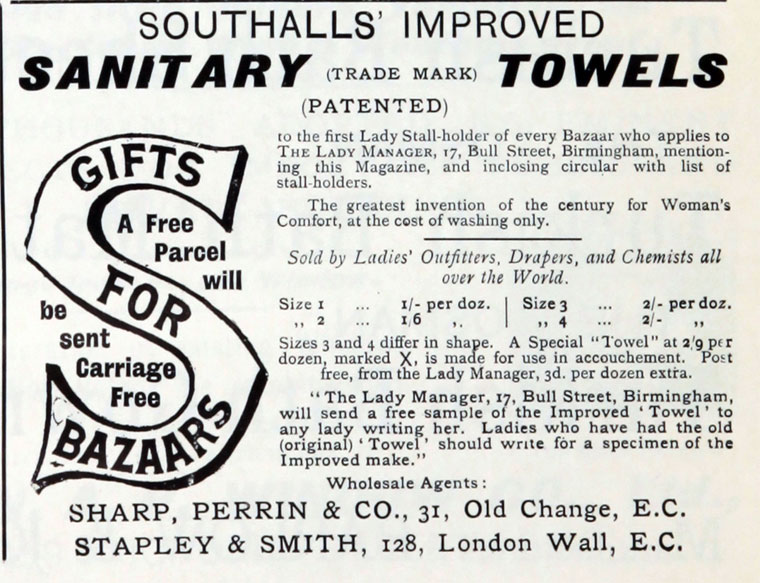 SOUTHALLS' IMPROVED
SANITARY (TRADE MARK) TOWELS
(PATENTED)
GIFTS
FOR
BAZAARS
A Free
Parcel
will
be
sent
Carriage
Free
to the first Lady Stall-holder of every Bazaar who applies to
THE LADY MANAGER, 17, Bull Street, Birmingham, mention-
ing this Magazine, and inclosing circular with list of
stall-holders.
The greatest invention of the century for Woman's
Comfort, at the cost of washing only.
Sold by Ladies' Outfitters, Drapers, and Chemists all
over the World.
Size 1 ... 1/- per doz. | Size 3 ... 2/- per doz.
,, 2 ... 1/6 ,, | ,, 4 ... 2/- ,,
Sizes 3 and 4 differ in shape. A Special "Towel" at 2/9 per
dozen, marked X, is made for use in accouchement. Post
free, from the Lady Manager, 3d. per dozen extra.
"The Lady Manager, 17, Bull Street, Birmingham,
will send a free sample of the Improved 'Towel' to
any lady writing her. Ladies who have had the old
(original) 'Towel' should write for a specimen of the
Improved make."
Wholesale Agents:
SHARP, PERRIN & CO., 31, Old Change, E.C.
STAPLEY & SMITH, 128, London Wall, E.C.